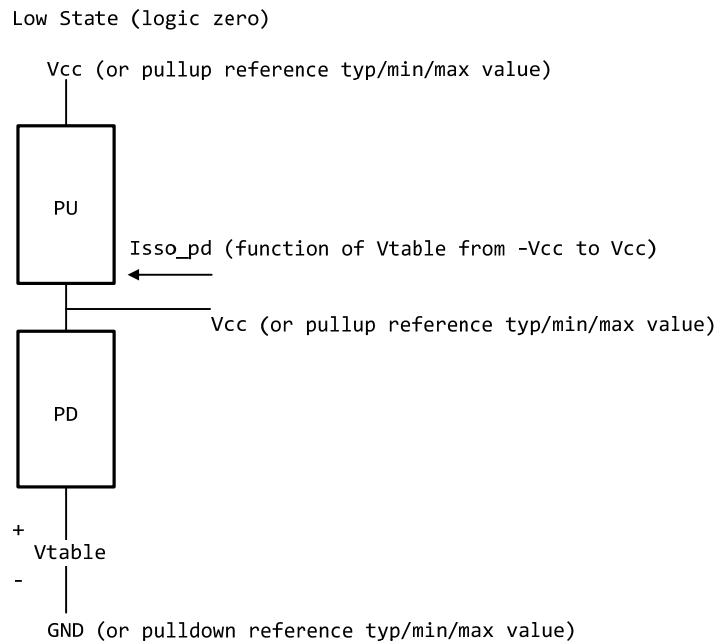 Low State (logic zero)
Vcc (or pullup reference typ/min/max value)
PU
Isso_pd (function of Vtable from -Vcc to Vcc)
Vcc (or pullup reference typ/min/max value)
PD
+
Vtable
-
GND (or pulldown reference typ/min/max value)